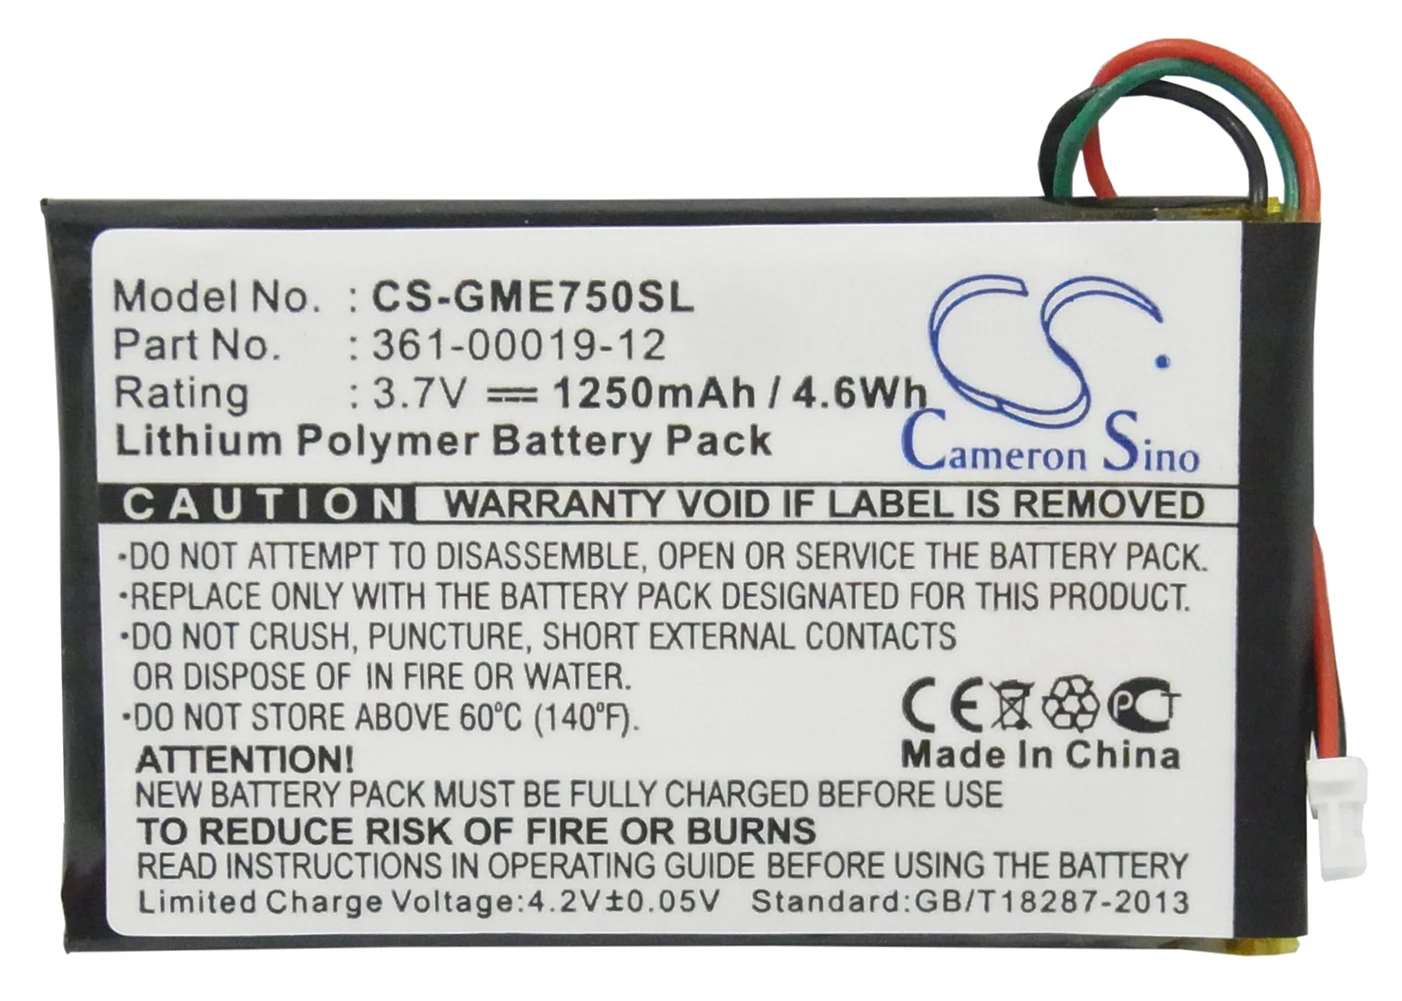 Model No. : CS-GME750SL
Part No. : 361-00019-12
Rating : 3.7V ⎓ 1250mAh / 4.6Wh
Lithium Polymer Battery Pack
CS
Cameron Sino
CAUTION WARRANTY VOID IF LABEL IS REMOVED
·DO NOT ATTEMPT TO DISASSEMBLE, OPEN OR SERVICE THE BATTERY PACK.
·REPLACE ONLY WITH THE BATTERY PACK DESIGNATED FOR THIS PRODUCT.
·DO NOT CRUSH, PUNCTURE, SHORT EXTERNAL CONTACTS
OR DISPOSE OF IN FIRE OR WATER.
·DO NOT STORE ABOVE 60°C (140°F).
CE PCT
Made In China
ATTENTION!
NEW BATTERY PACK MUST BE FULLY CHARGED BEFORE USE
TO REDUCE RISK OF FIRE OR BURNS
READ INSTRUCTIONS IN OPERATING GUIDE BEFORE USING THE BATTERY
Limited Charge Voltage:4.2V±0.05V Standard:GB/T18287-2013